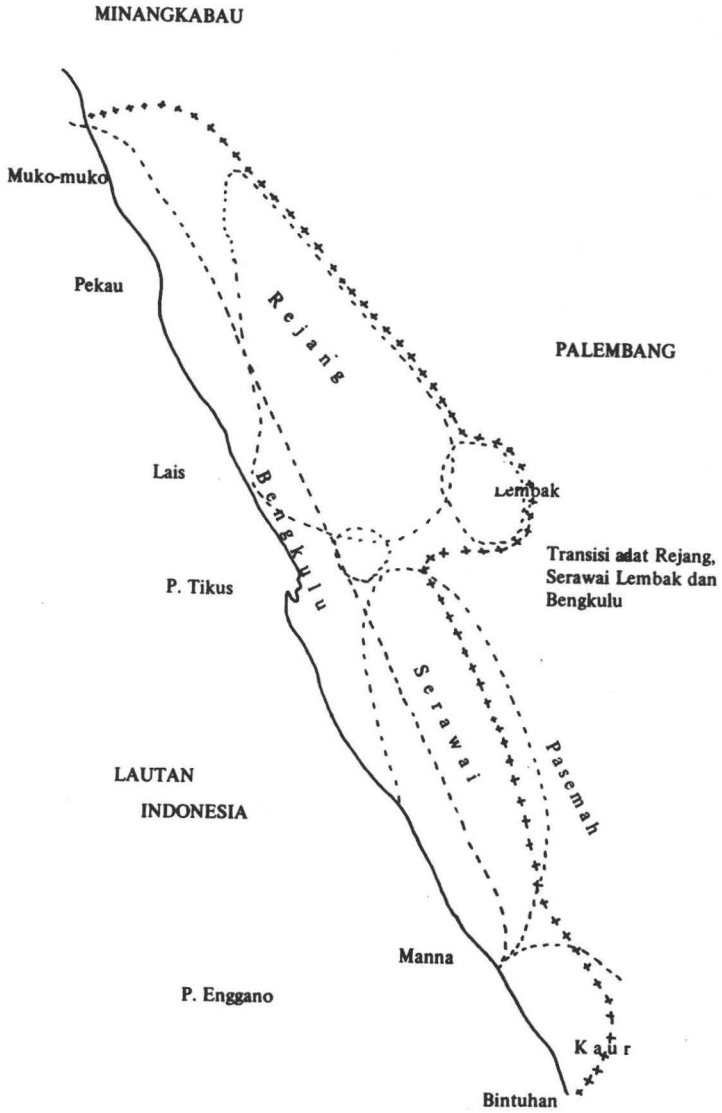 MINANGKABAU
Muko-muko
Pekau
Rejang
PALEMBANG
Lais
Bengkulu
Lembak
Transisi adat Rejang,
Serawai Lembak dan
Bengkulu
P. Tikus
Serawai
Pasemah
LAUTAN
INDONESIA
Manna
P. Enggano
Kaur
Bintuhan